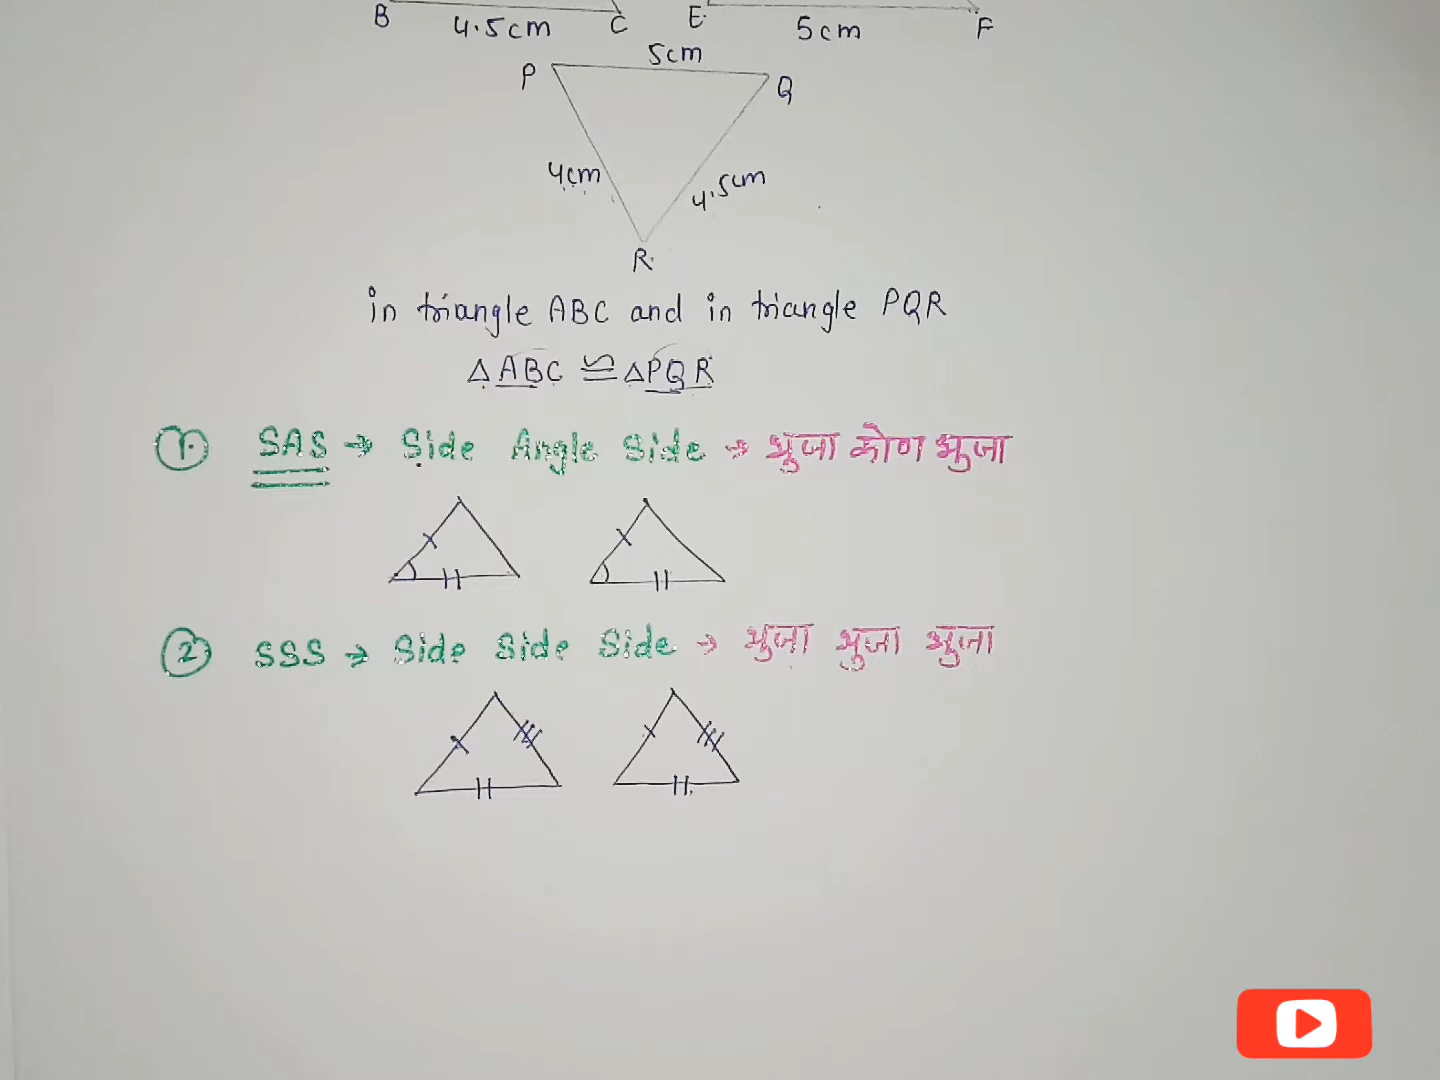 B 4.5cm C E 5cm F
5cm
P Q
4cm 4.5cm
R
in triangle ABC and in triangle PQR
△ABC ≌ △PQR
1. SAS → Side Angle Side → भुजा कोण भुजा
2 SSS → Side Side Side → भुजा भुजा भुजा